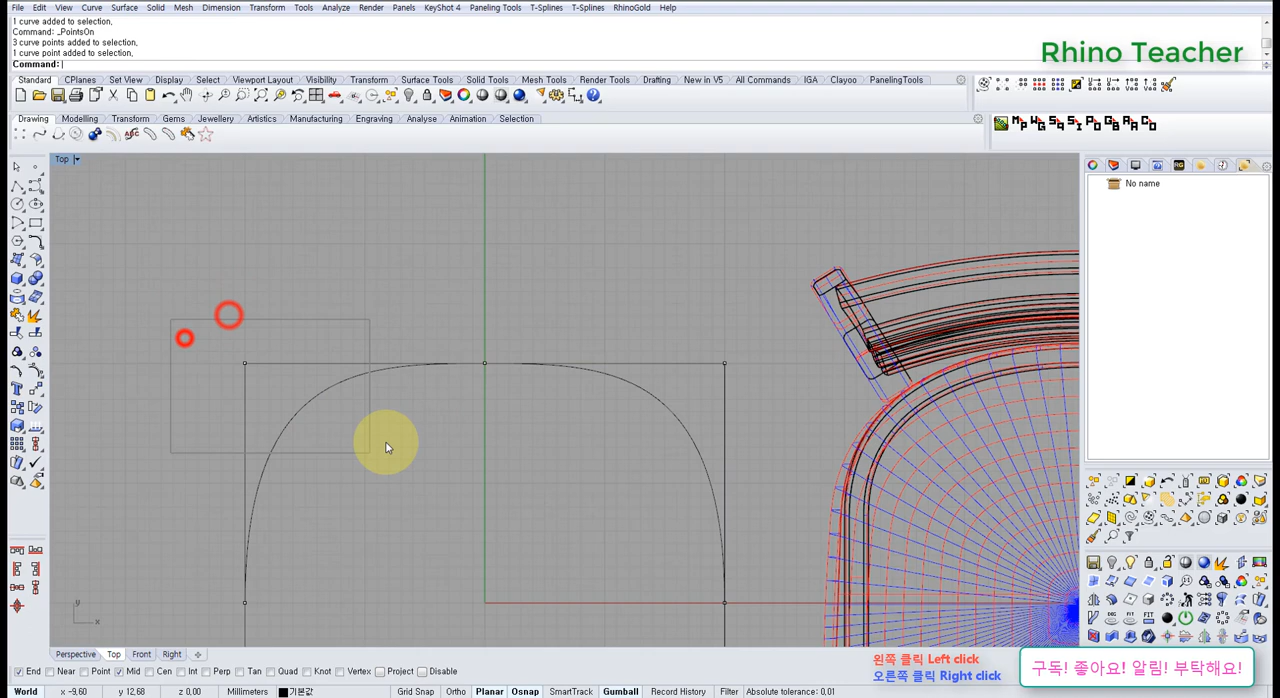 File Edit View Curve Surface Solid Mesh Dimension Transform Tools Analyze Render Panels KeyShot 4 Paneling Tools T-Splines T-Splines RhinoGold Help
1 curve added to selection.
Command: _PointsOn
3 curve points added to selection.
1 curve point added to selection.
Command:
Rhino Teacher
Standard CPlanes Set View Display Select Viewport Layout Visibility Transform Surface Tools Solid Tools Mesh Tools Render Tools Drafting New in V5 All Commands IGA Clayoo PanelingTools
Drawing Modelling Transform Gems Jewellery Artistics Manufacturing Engraving Analyse Animation Selection
Top
No name
y
x
Perspective Top Front Right
왼쪽 클릭 Left click
오른쪽 클릭 Right click
구독! 좋아요! 알림! 부탁해요!
End Near Point Mid Cen Int Perp Tan Quad Knot Vertex Project Disable
World x -9.60 y 12.68 z 0.00 Millimeters 기본값 Grid Snap Ortho Planar Osnap SmartTrack Gumball Record History Filter Absolute tolerance: 0.01